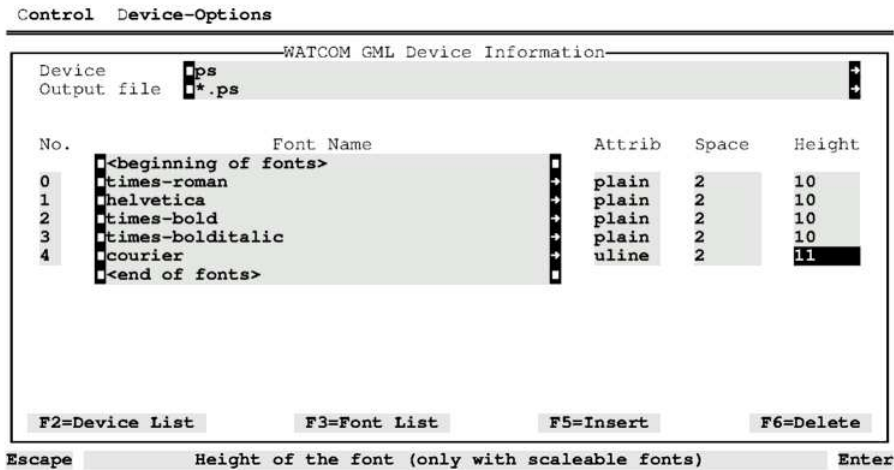 Control Device-Options
WATCOM GML Device Information
Device ps
Output file *.ps
No. Font Name Attrib Space Height
<beginning of fonts>
0 times-roman plain 2 10
1 helvetica plain 2 10
2 times-bold plain 2 10
3 times-bolditalic plain 2 10
4 courier uline 2 11
<end of fonts>
F2=Device List F3=Font List F5=Insert F6=Delete
Escape Height of the font (only with scaleable fonts) Enter